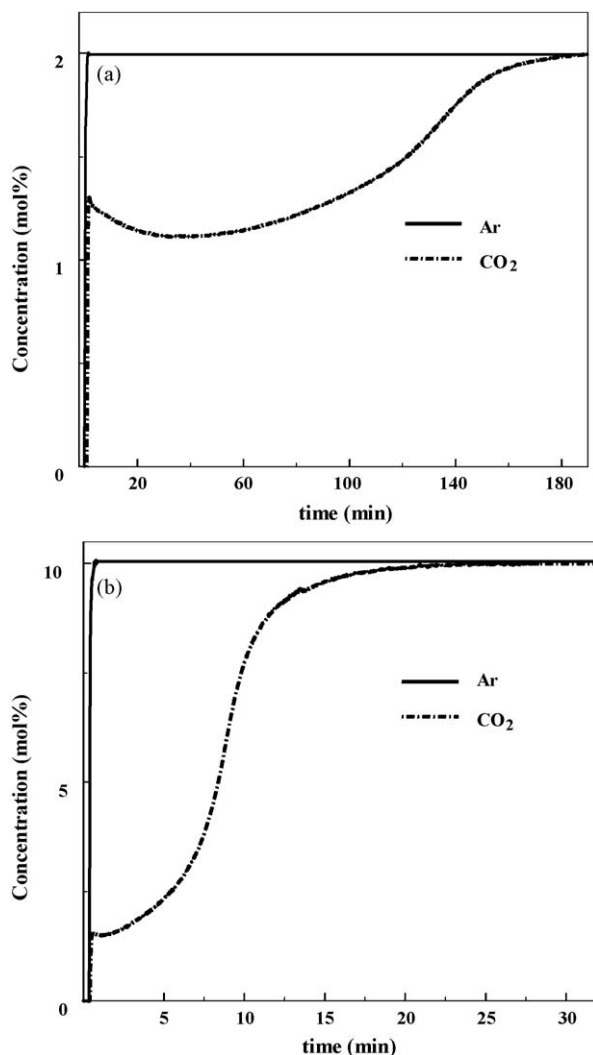 (a)
Concentration (mol%)
2
1
0
Ar
CO₂
20
60
100
140
180
time (min)
(b)
Concentration (mol%)
10
5
0
Ar
CO₂
5
10
15
20
25
30
time (min)